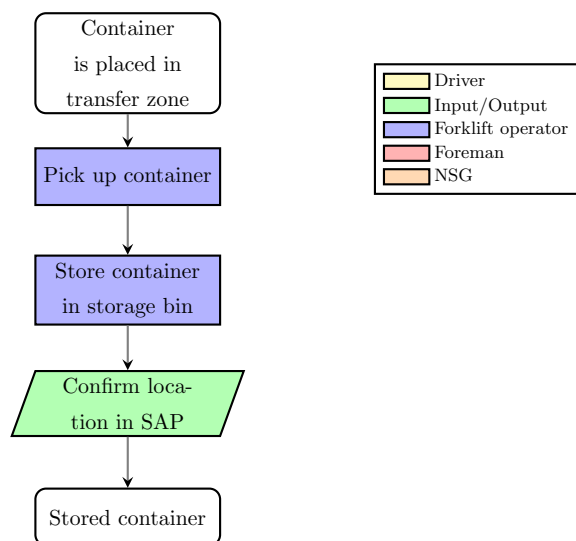 Container
is placed in
transfer zone
Pick up container
Store container
in storage bin
Confirm loca-
tion in SAP
Stored container
Driver
Input/Output
Forklift operator
Foreman
NSG